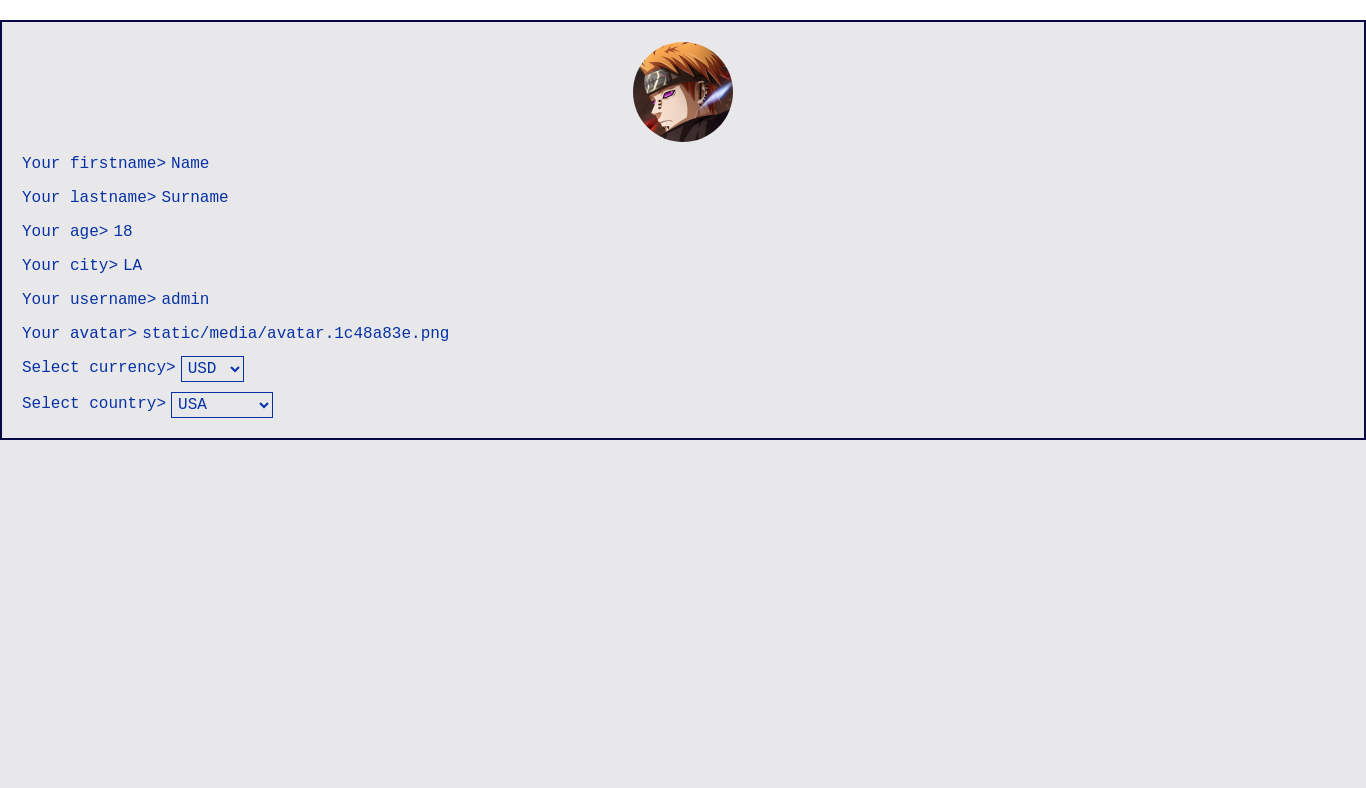 Your firstname> Name
Your lastname> Surname
Your age> 18
Your city> LA
Your username> admin
Your avatar> static/media/avatar.1c48a83e.png
Select currency> USD
Select country> USA